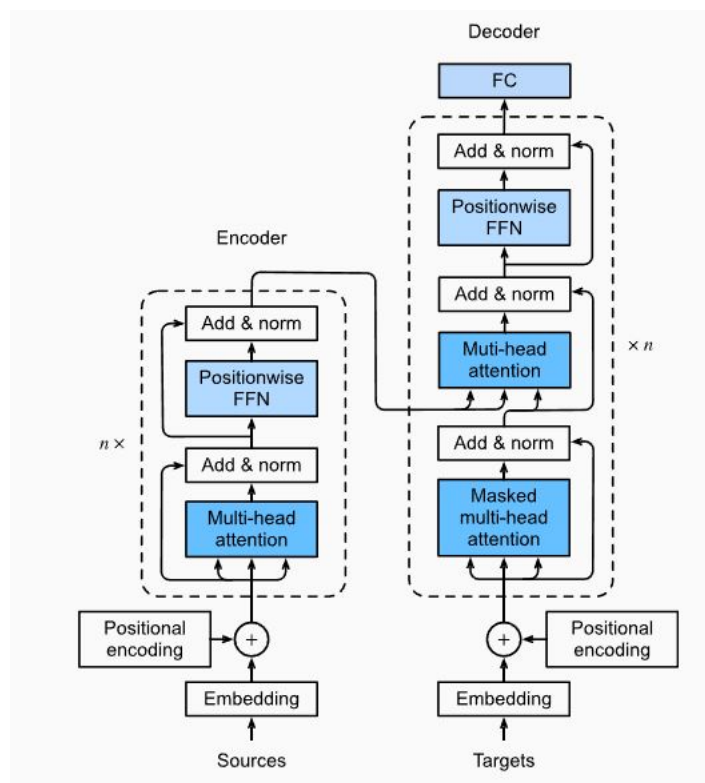 Decoder
FC
Add & norm
Positionwise
FFN
Encoder
Add & norm
Add & norm
Muti-head
attention
× n
Positionwise
FFN
n ×
Add & norm
Add & norm
Multi-head
attention
Masked
multi-head
attention
Positional
encoding
+
+
Positional
encoding
Embedding
Embedding
Sources
Targets